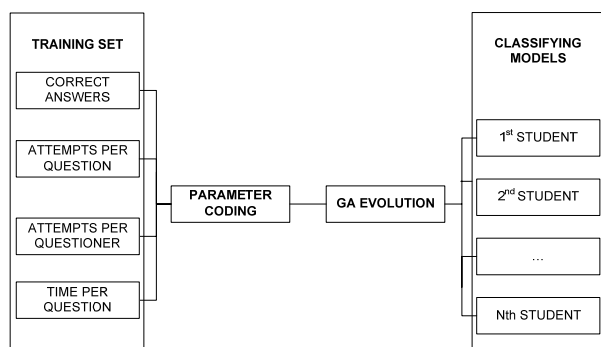 TRAINING SET
CORRECT
ANSWERS
ATTEMPTS PER
QUESTION
ATTEMPTS PER
QUESTIONER
TIME PER
QUESTION
PARAMETER
CODING
GA EVOLUTION
CLASSIFYING
MODELS
1st STUDENT
2nd STUDENT
...
Nth STUDENT